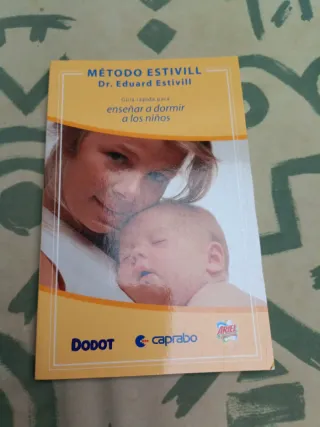 MÉTODO ESTIVILL
Dr. Eduard Estivill
Guía rápida para
enseñar a dormir
a los niños
DODOT
caprabo
ARIEL